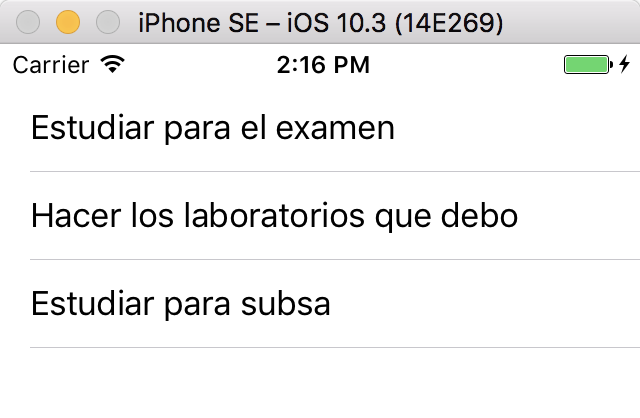 iPhone SE – iOS 10.3 (14E269)
Carrier 2:16 PM
Estudiar para el examen
Hacer los laboratorios que debo
Estudiar para subsa